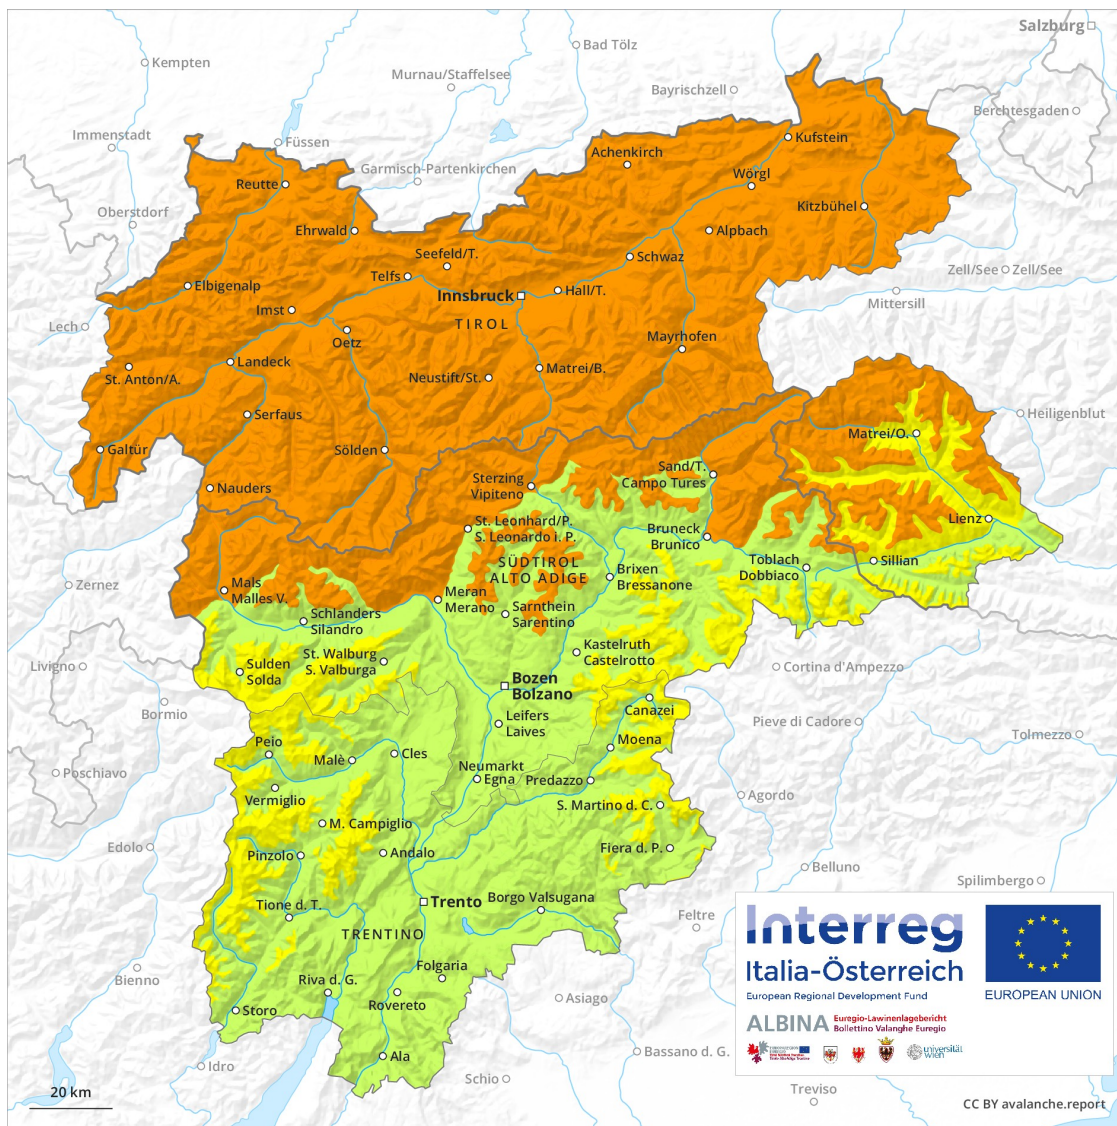 Salzburg
Kempten
Bad Tölz
Murnau/Staffelsee
Bayrischzell
Berchtesgaden
Immenstadt
Füssen
Kufstein
Achenkirch
Garmisch-Partenkirchen
Wörgl
Reutte
Oberstdorf
Kitzbühel
Ehrwald
Alpbach
Seefeld/T.
Schwaz
Telfs
Zell/See
Zell/See
Elbigenalp
Innsbruck
Hall/T.
Mittersill
Imst
TIROL
Lech
Oetz
Mayrhofen
Landeck
Matrei/B.
St. Anton/A.
Neustift/St.
Serfaus
Heiligenblut
Matrei/O.
Galtür
Sölden
Sand/T.
Campo Tures
Sterzing
Vipiteno
Nauders
Lienz
St. Leonhard/P.
S. Leonardo i. P.
Bruneck
Brunico
SÜDTIROL
ALTO ADIGE
Toblach
Dobbiaco
Sillian
Brixen
Bressanone
Zernez
Mals
Malles V.
Meran
Merano
Sarnthein
Sarentino
Schlanders
Silandro
Kastelruth
Castelrotto
St. Walburg
S. Valburga
Livigno
Sulden
Solda
Cortina d'Ampezzo
Bozen
Bolzano
Bormio
Canazei
Leifers
Laives
Pieve di Cadore
Tolmezzo
Peio
Moena
Malè
Cles
Poschiavo
Neumarkt
Egna
Predazzo
Vermiglio
Agordo
S. Martino d. C.
M. Campiglio
Edolo
Pinzolo
Andalo
Fiera d. P.
Belluno
Spilimbergo
Tione d. T.
Trento
Borgo Valsugana
Feltre
TRENTINO
Bienno
Riva d. G.
Folgaria
Rovereto
Asiago
Storo
Ala
Bassano d. G.
Idro
Schio
Treviso
Interreg
Italia-Österreich
European Regional Development Fund
EUROPEAN UNION
ALBINA
Euregio-Lawinenlagebericht
Bollettino Valanghe Euregio
universität
wien
20 km
CC BY avalanche.report